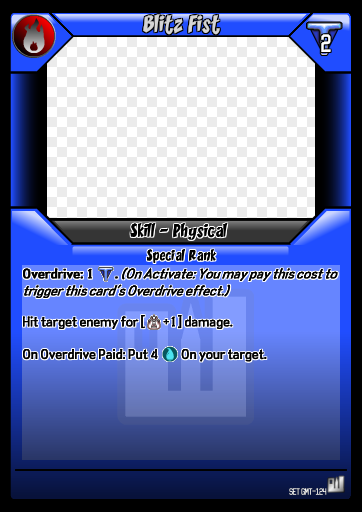 Blitz Fist
2
Skill - Physical
Special Rank
Overdrive: 1 . (On Activate: You may pay this cost to
trigger this card's Overdrive effect.)
Hit target enemy for [ +1] damage.
On Overdrive Paid: Put 4 On your target.
SET GMT-124